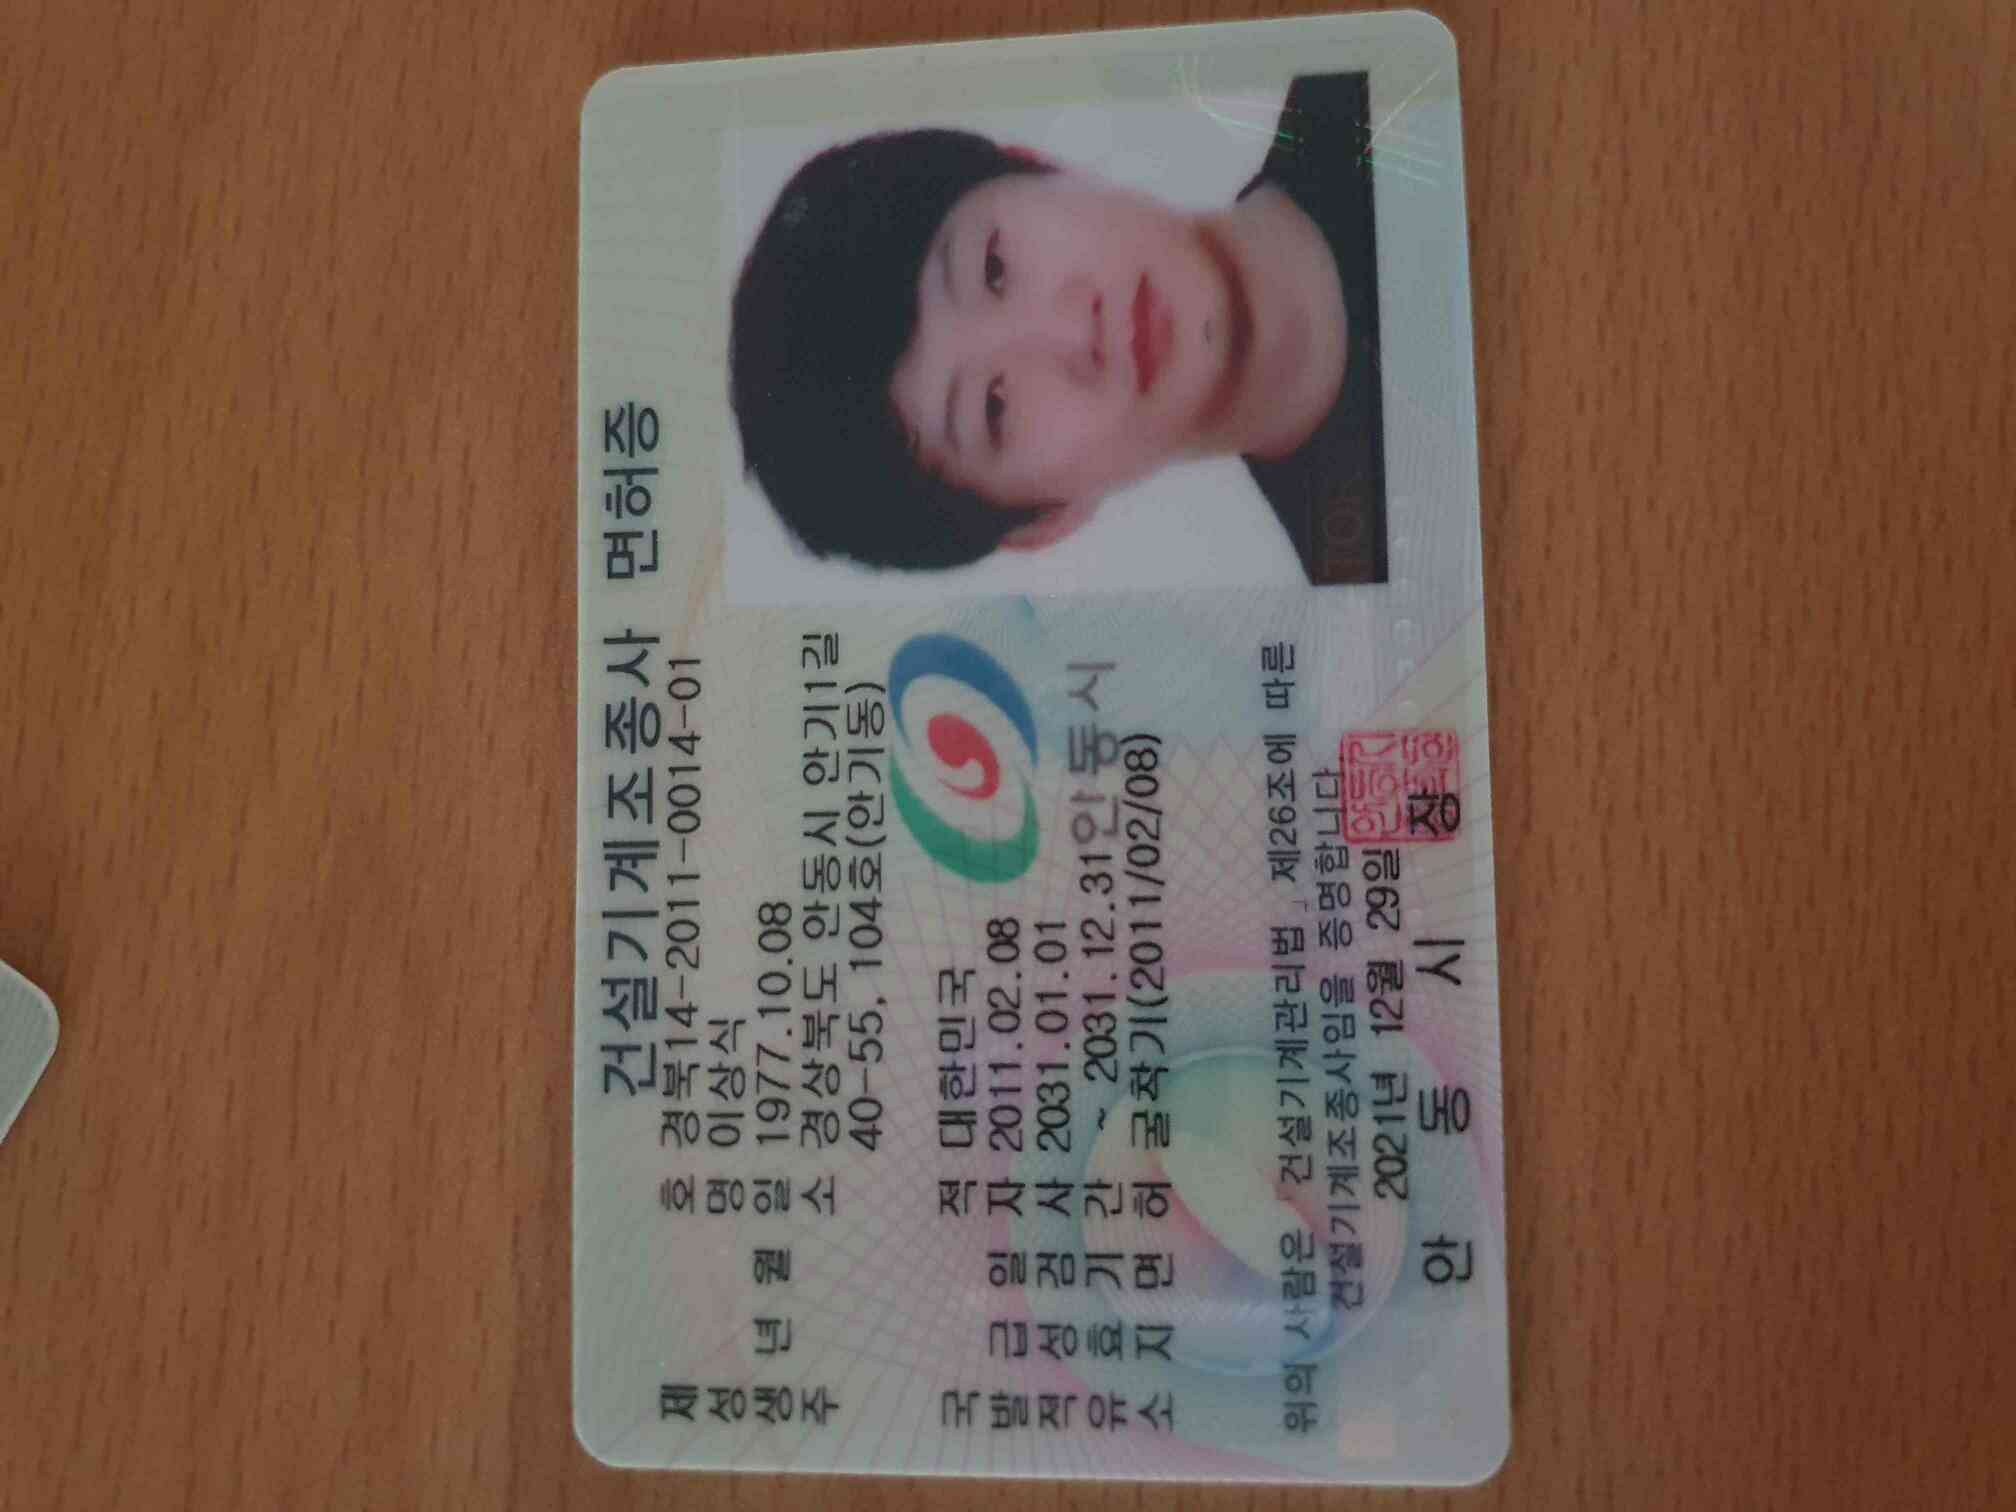 건설기계조종사 면허증
제 호 경북14-2011-0014-01
성 명 이상식
생 년 월 일 1977.10.08
주 소 경상북도 안동시 안기1길
40-55, 104호(안기동)
국 적 대한민국
발 급 일 자 2011.02.08
적 성 검 사 2031.01.01
유 효 기 간 ~ 2031.12.31
안동시
소 지 면 허 굴착기(2011/02/08)
위의 사람은 「건설기계관리법」 제26조에 따른
건설기계조종사임을 증명합니다
2021년 12월 29일
안 동 시 장